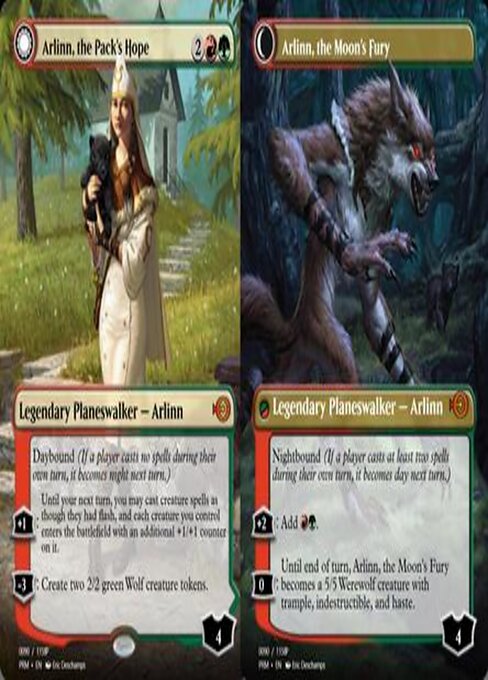 Arlinn, the Pack's Hope 2
Daybound (If a player casts no spells during their
own turn, it becomes night next turn.)
Legendary Planeswalker – Arlinn
Until your next turn, you may cast creature spells as
though they had flash, and each creature you control
+1: enters the battlefield with an additional +1/+1 counter
on it.
-3: Create two 2/2 green Wolf creature tokens.
4
0090 / 1158P
PRM • EN Eric Deschamps
Arlinn, the Moon's Fury
Legendary Planeswalker – Arlinn
Nightbound (If a player casts at least two spells
during their own turn, it becomes day next turn.)
+2: Add .
Until end of turn, Arlinn, the Moon's Fury
0: becomes a 5/5 Werewolf creature with
trample, indestructible, and haste.
4
0090 / 1158P
PRM • EN Eric Deschamps